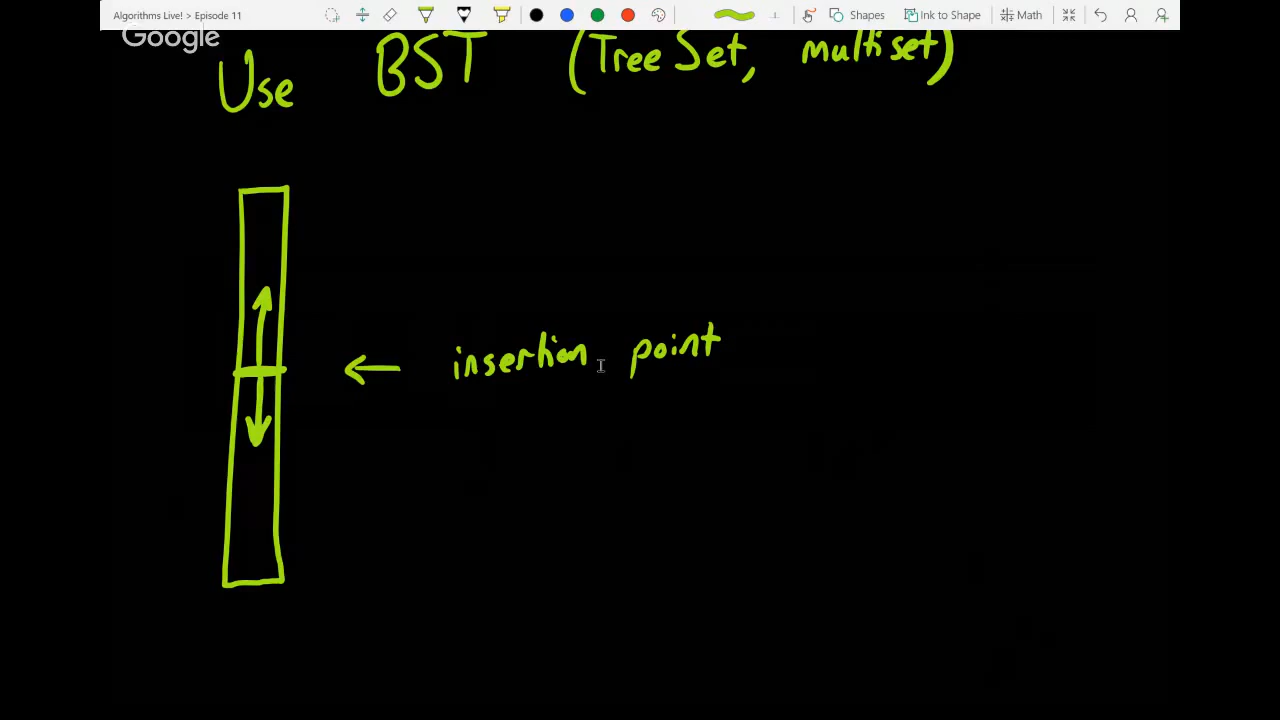 Algorithms Live! > Episode 11
Shapes
Ink to Shape
Math
Google
Use BST (Tree Set, multiset)
← insertion point